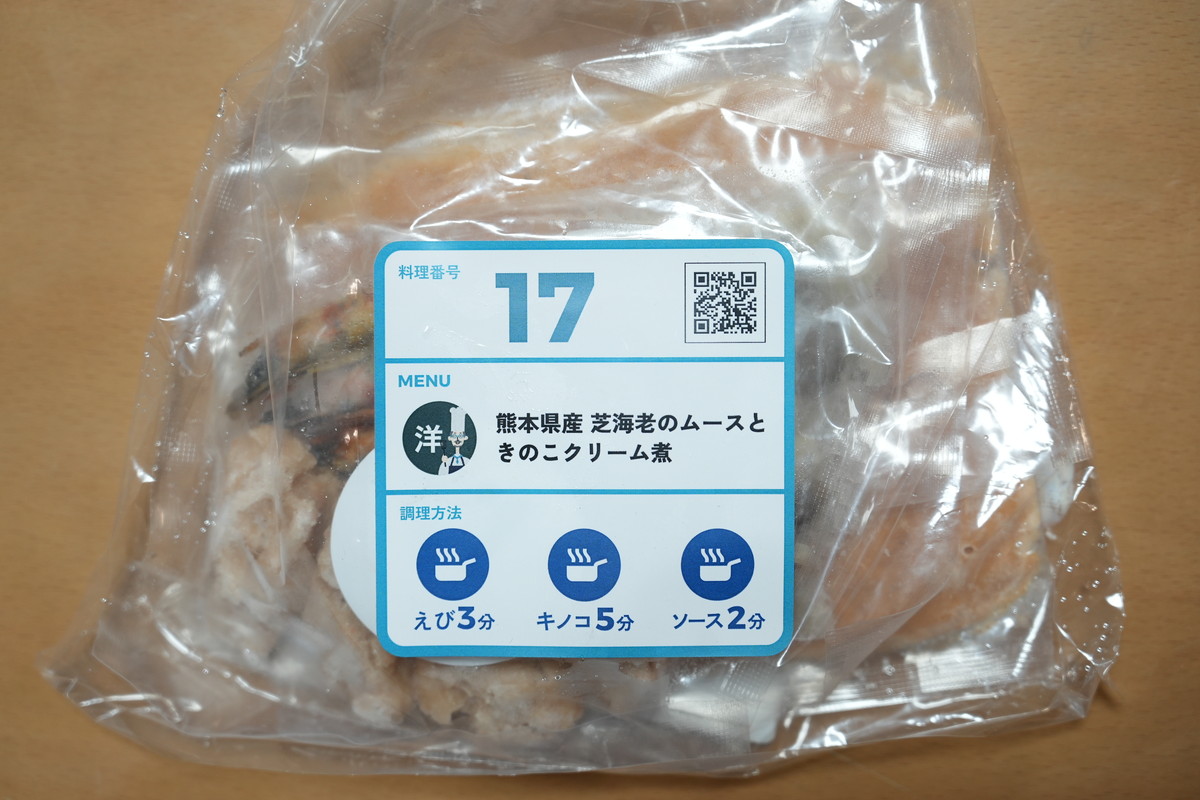 料理番号
17
MENU
洋
熊本県産 芝海老のムースと
きのこクリーム煮
調理方法
えび3分
キノコ5分
ソース2分